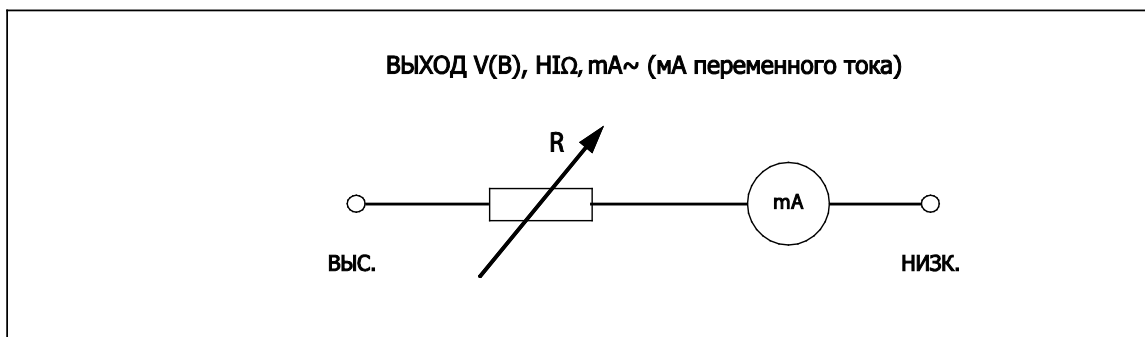 ВЫХОД V(B), HIΩ, mA~ (мА переменного тока)
R
mA
ВЫС.
НИЗК.